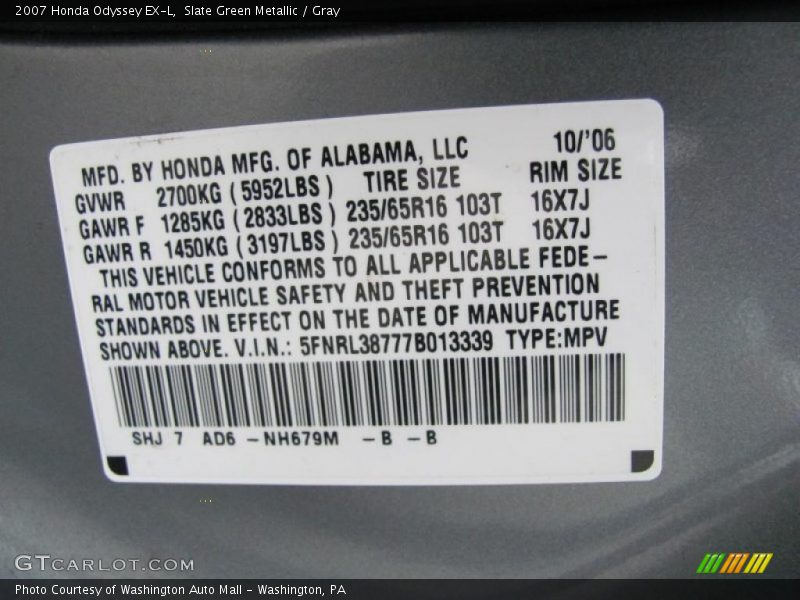 2007 Honda Odyssey EX-L, Slate Green Metallic / Gray
MFD. BY HONDA MFG. OF ALABAMA, LLC 10/'06
GVWR 2700KG (5952LBS) TIRE SIZE RIM SIZE
GAWR F 1285KG (2833LBS) 235/65R16 103T 16X7J
GAWR R 1450KG (3197LBS) 235/65R16 103T 16X7J
THIS VEHICLE CONFORMS TO ALL APPLICABLE FEDE-
RAL MOTOR VEHICLE SAFETY AND THEFT PREVENTION
STANDARDS IN EFFECT ON THE DATE OF MANUFACTURE
SHOWN ABOVE. V.I.N.: 5FNRL38777B013339 TYPE:MPV
SHJ 7 AD6 -NH679M -B -B
GTCARLOT.COM
Photo Courtesy of Washington Auto Mall - Washington, PA